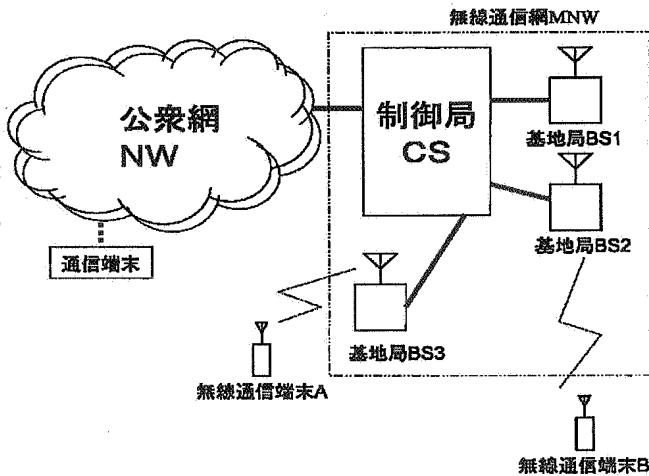 無線通信網MNW
公衆網
NW
制御局
CS
基地局BS1
基地局BS2
通信端末
基地局BS3
無線通信端末A
無線通信端末B